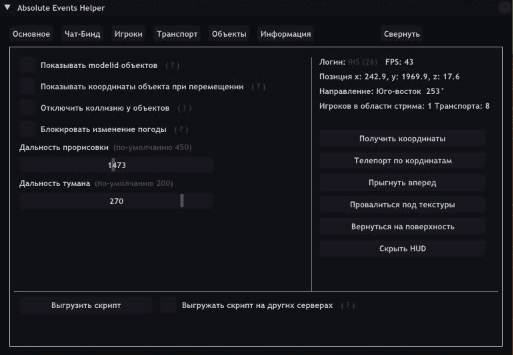 Absolute Events Helper
Основное Чат-Бинд Игроки Транспорт Объекты Информация Свернуть
Показывать modelid объектов (?)
Показывать координаты объекта при перемещении (?)
Отключить коллизию у объектов (?)
Блокировать изменение погоды (?)
Дальность прорисовки (по-умолчанию 450)
1473
Дальность тумана (по-умолчанию 200)
270
Логин: INS (26) FPS: 43
Позиция x: 242.9, y: 1969.9, z: 17.6
Направление: Юго-восток 253°
Игроков в области стрима: 1 Транспорта: 8
Получить координаты
Телепорт по кординатам
Прыгнуть вперед
Провалиться под текстуры
Вернуться на поверхность
Скрыть HUD
Выгрузить скрипт Выгружать скрипт на других серверах (?)